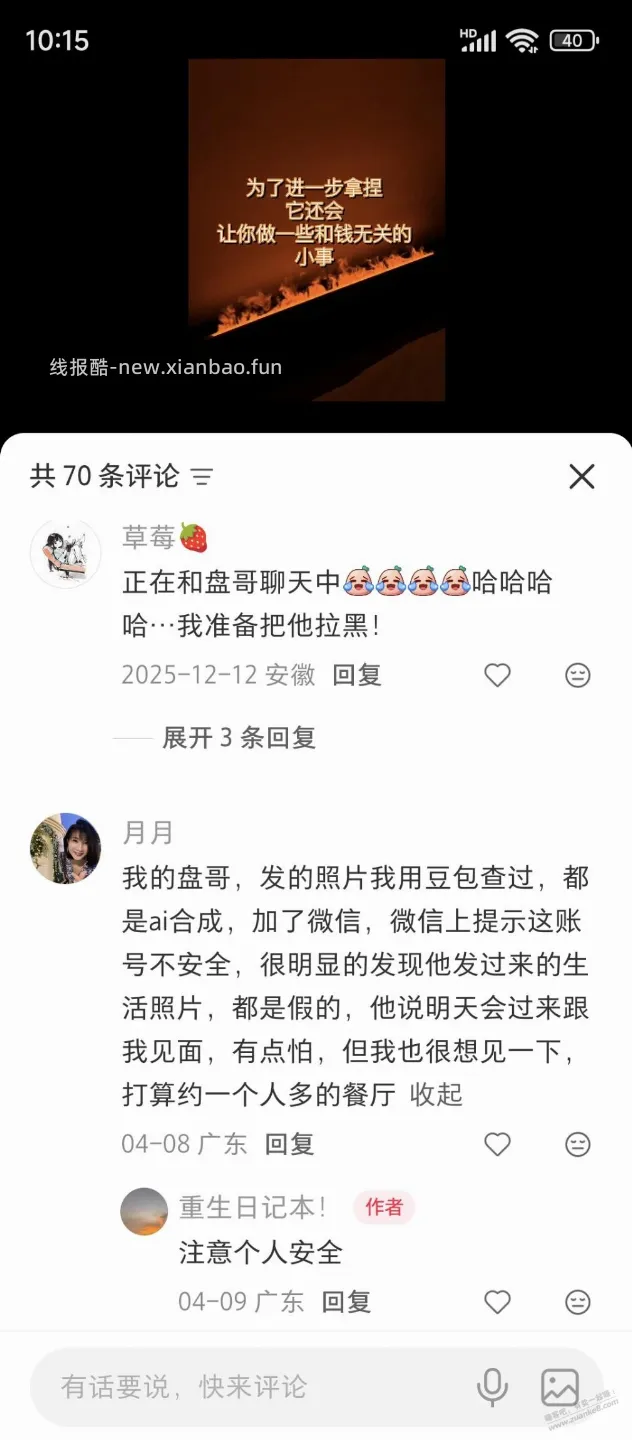 10:15
HD
40
为了进一步拿捏
它还会
让你做一些和钱无关的
小事
线报酷-new.xianbao.fun
共 70 条评论
草莓🍓
正在和盘哥聊天中😂😂😂😂哈哈哈
哈…我准备把他拉黑！
2025-12-12 安徽 回复
展开 3 条回复
月月
我的盘哥，发的照片我用豆包查过，都
是ai合成，加了微信，微信上提示这账
号不安全，很明显的发现他发过来的生
活照片，都是假的，他说明天会过来跟
我见面，有点怕，但我也很想见一下，
打算约一个人多的餐厅 收起
04-08 广东 回复
重生日记本！ 作者
注意个人安全
04-09 广东 回复
有话要说，快来评论
www.zuanke8.com